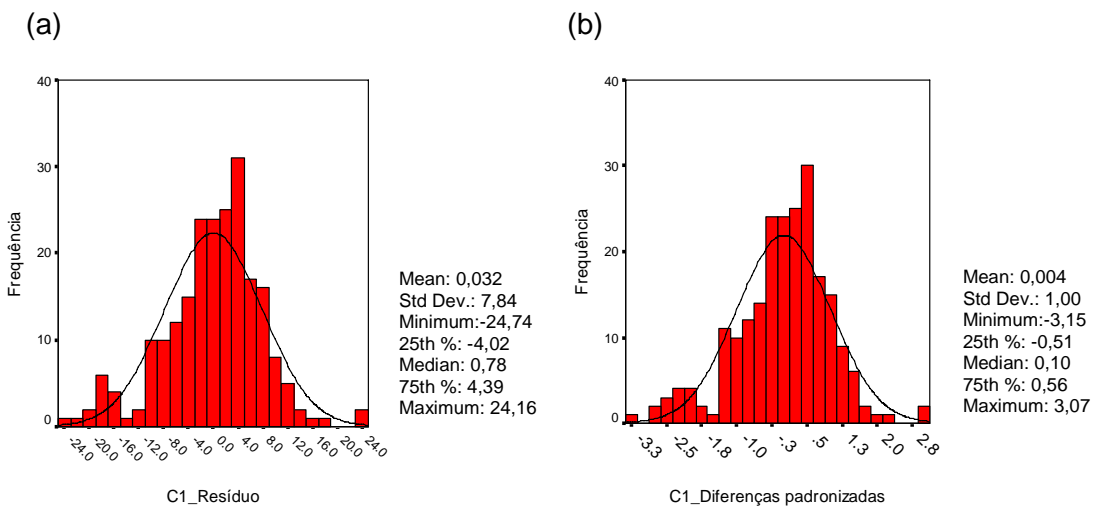 (a)
(b)
40
30
20
10
0
Frequência
-24.0
-20.0
-16.0
-12.0
-8.0
-4.0
0.0
4.0
8.0
12.0
16.0
20.0
24.0
C1_Resíduo
Mean: 0,032
Std Dev.: 7,84
Minimum:-24,74
25th %: -4,02
Median: 0,78
75th %: 4,39
Maximum: 24,16
40
30
20
10
0
Frequência
-3.3
-2.5
-1.8
-1.0
-.3
.5
1.3
2.0
2.8
C1_Diferenças padronizadas
Mean: 0,004
Std Dev.: 1,00
Minimum:-3,15
25th %: -0,51
Median: 0,10
75th %: 0,56
Maximum: 3,07